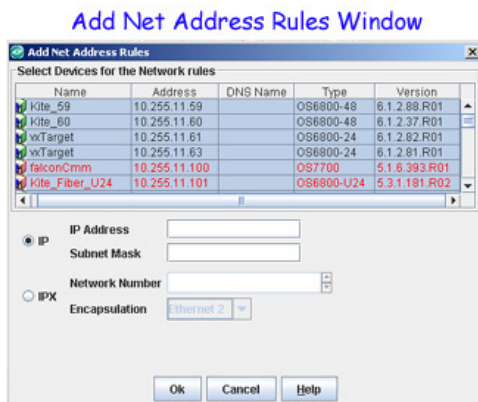 Add Net Address Rules Window
Add Net Address Rules
Select Devices for the Network rules
Name Address DNS Name Type Version
Kite_59 10.255.11.59 OS6800-48 6.1.2.88.R01
Kite_60 10.255.11.60 OS6800-48 6.1.2.37.R01
vxTarget 10.255.11.61 OS6800-24 6.1.2.82.R01
vxTarget 10.255.11.63 OS6800-24 6.1.2.81.R01
falconCmm 10.255.11.100 OS7700 5.1.6.393.R01
Kite_Fiber_U24 10.255.11.101 OS6800-U24 5.3.1.181.R02
IP
IP Address
Subnet Mask
IPX
Network Number
Encapsulation Ethernet 2
Ok Cancel Help